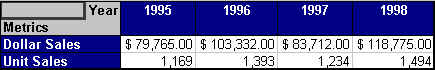 Year 1995 1996 1997 1998
Metrics
Dollar Sales $ 79,765.00 $ 103,332.00 $ 83,712.00 $ 118,775.00
Unit Sales 1,169 1,393 1,234 1,494